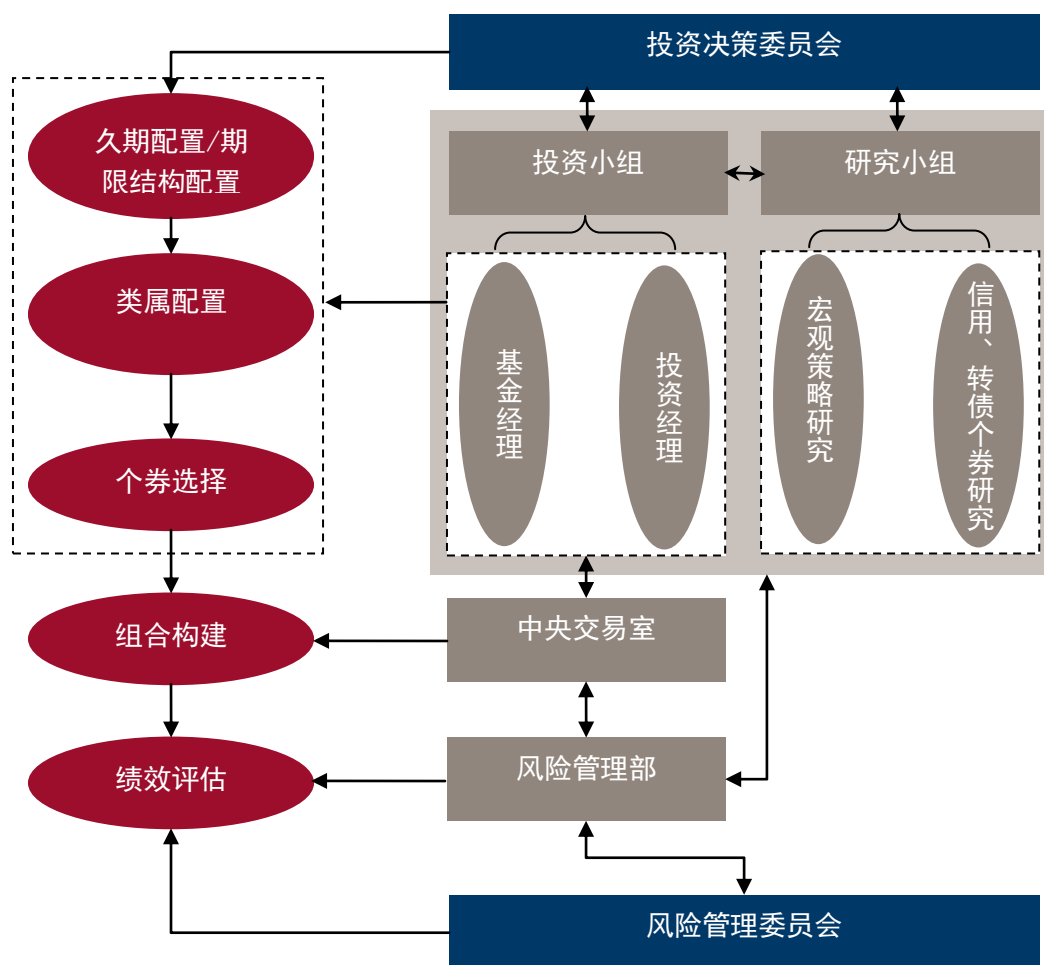 投资决策委员会
久期配置/期
限结构配置
投资小组
研究小组
类属配置
基金经理
投资经理
宏观策略研究
信用、转债个券研究
个券选择
组合构建
中央交易室
绩效评估
风险管理部
风险管理委员会